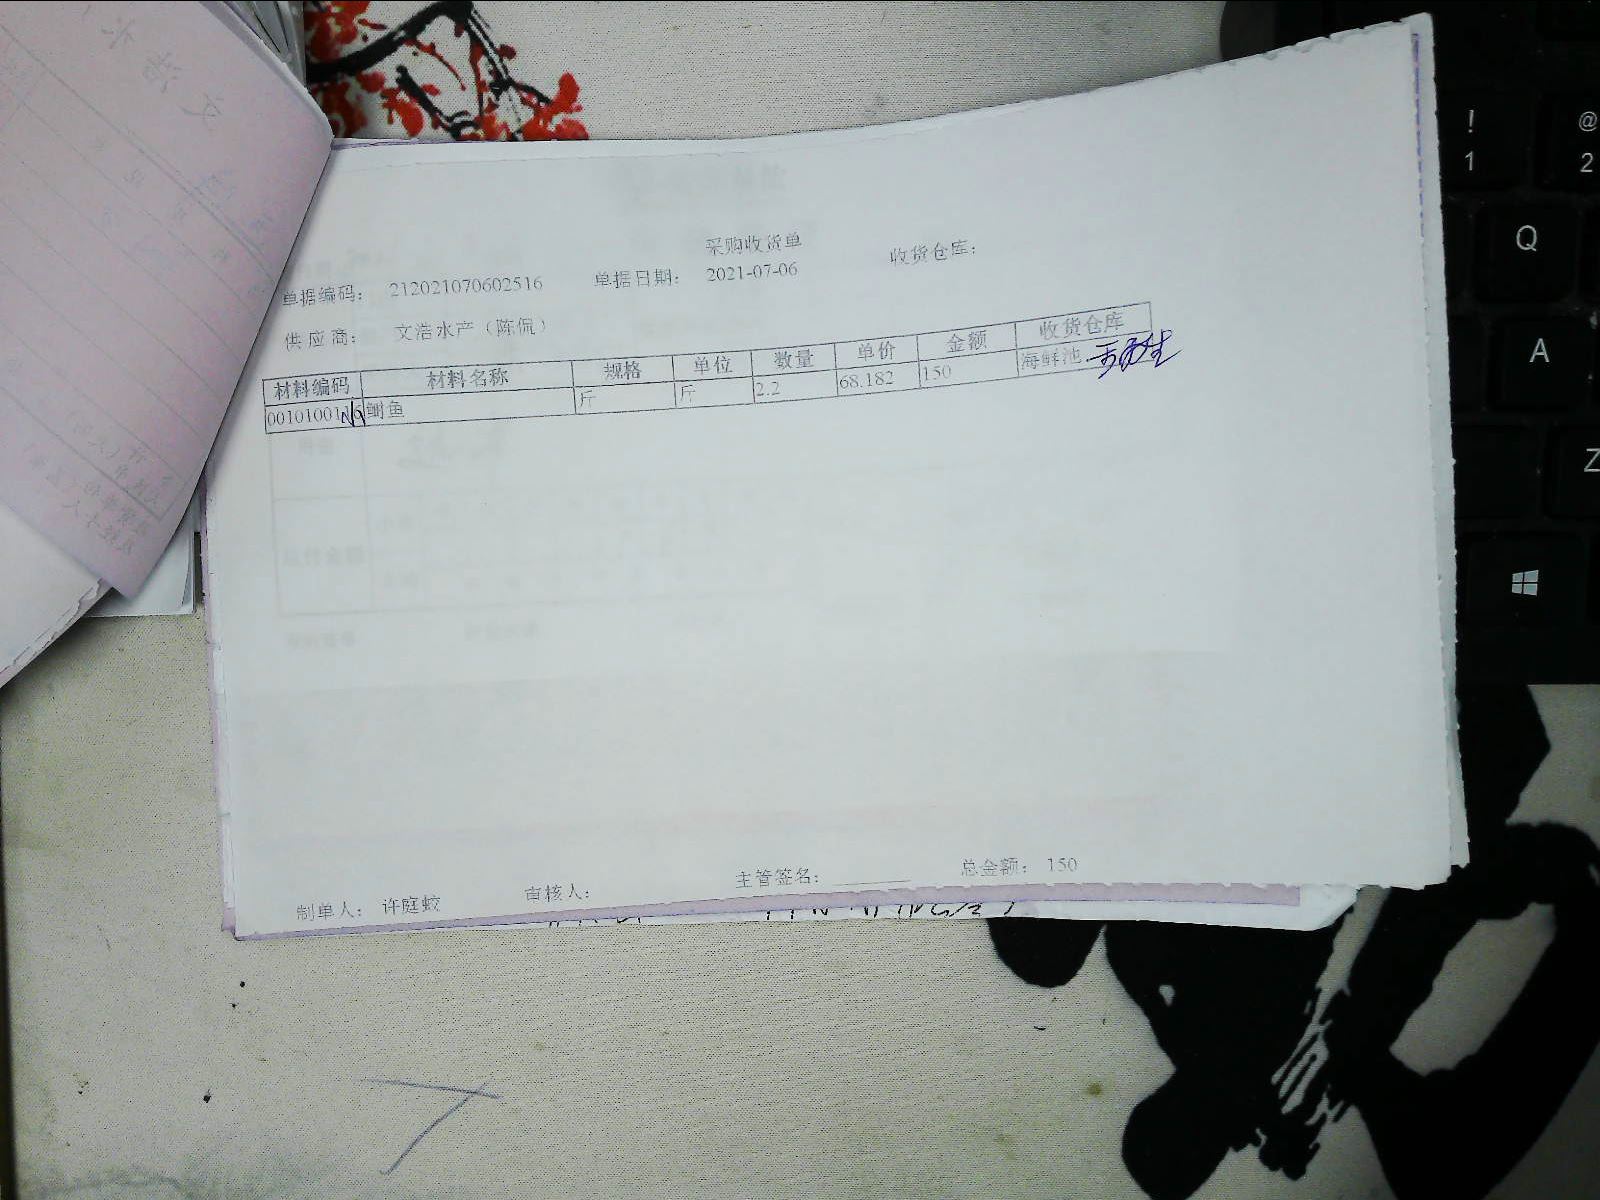 采购收货单
单据编码: 212021070602516 单据日期: 2021-07-06 收货仓库:
供应商: 文浩水产（陈侃）
材料编码 材料名称 规格 单位 数量 单价 金额 收货仓库
鲥鱼 斤 斤 2.2 68.182 150 海鲜池
制单人: 许庭蛟 审核人: 主管签名: ________ 总金额: 150
! 1
@ 2
Q
A
Z